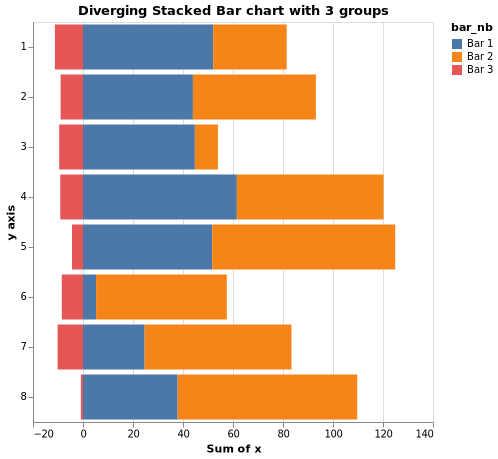 Diverging Stacked Bar chart with 3 groups
bar_nb
Bar 1
Bar 2
Bar 3
y axis
1
2
3
4
5
6
7
8
−20 0 20 40 60 80 100 120 140
Sum of x